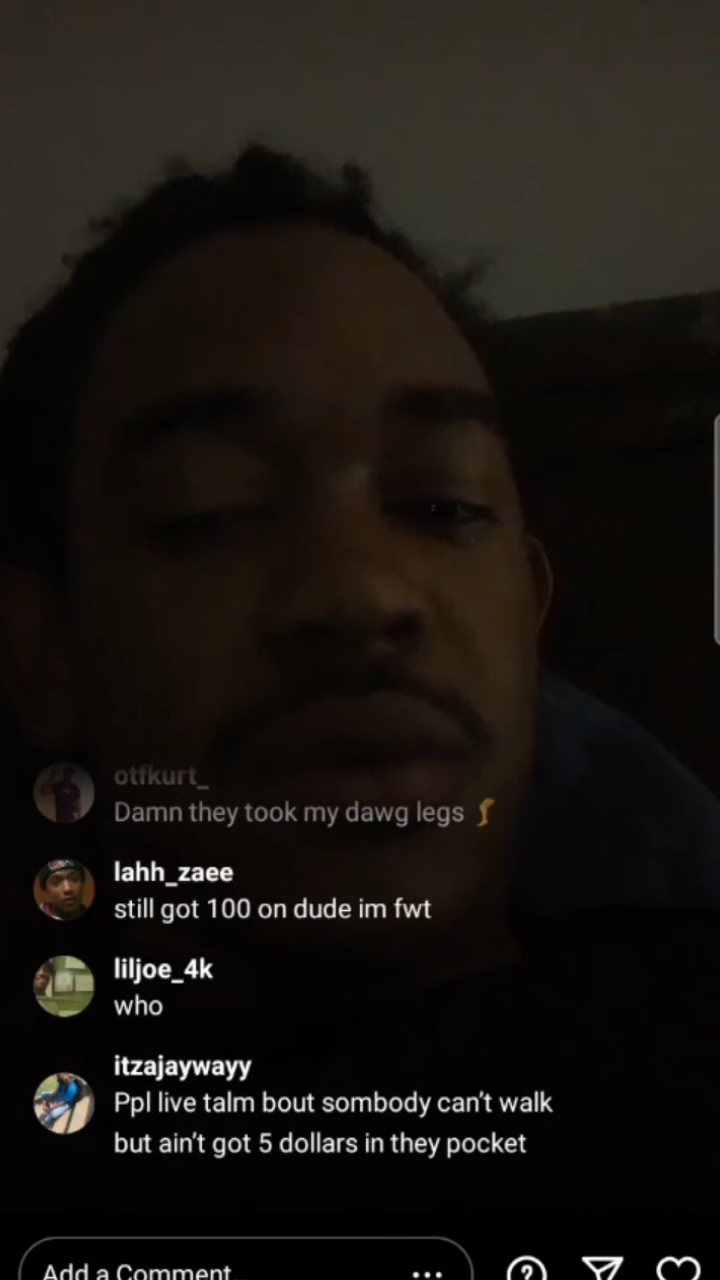 otfkurt_
Damn they took my dawg legs 🦵
lahh_zaee
still got 100 on dude im fwt
liljoe_4k
who
itzajaywayy
Ppl live talm bout sombody can't walk
but ain't got 5 dollars in they pocket
Add a Comment...